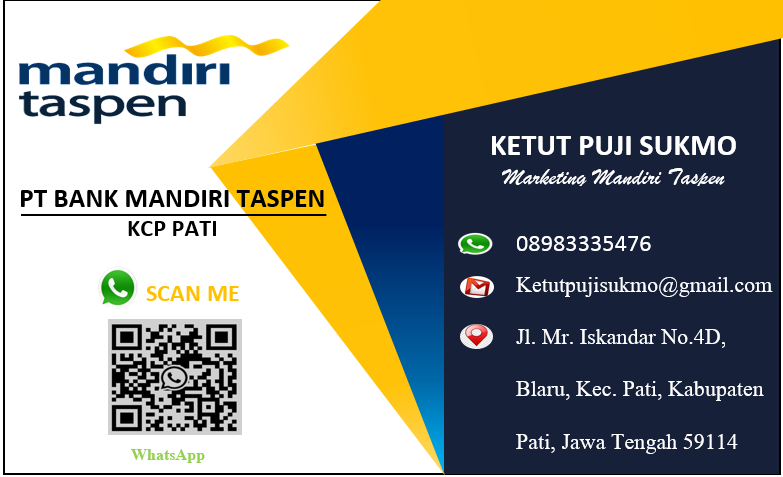 mandiri
taspen
PT BANK MANDIRI TASPEN
KCP PATI
SCAN ME
WhatsApp
KETUT PUJI SUKMO
Marketing Mandiri Taspen
08983335476
Ketutpujisukmo@gmail.com
Jl. Mr. Iskandar No.4D,
Blaru, Kec. Pati, Kabupaten
Pati, Jawa Tengah 59114